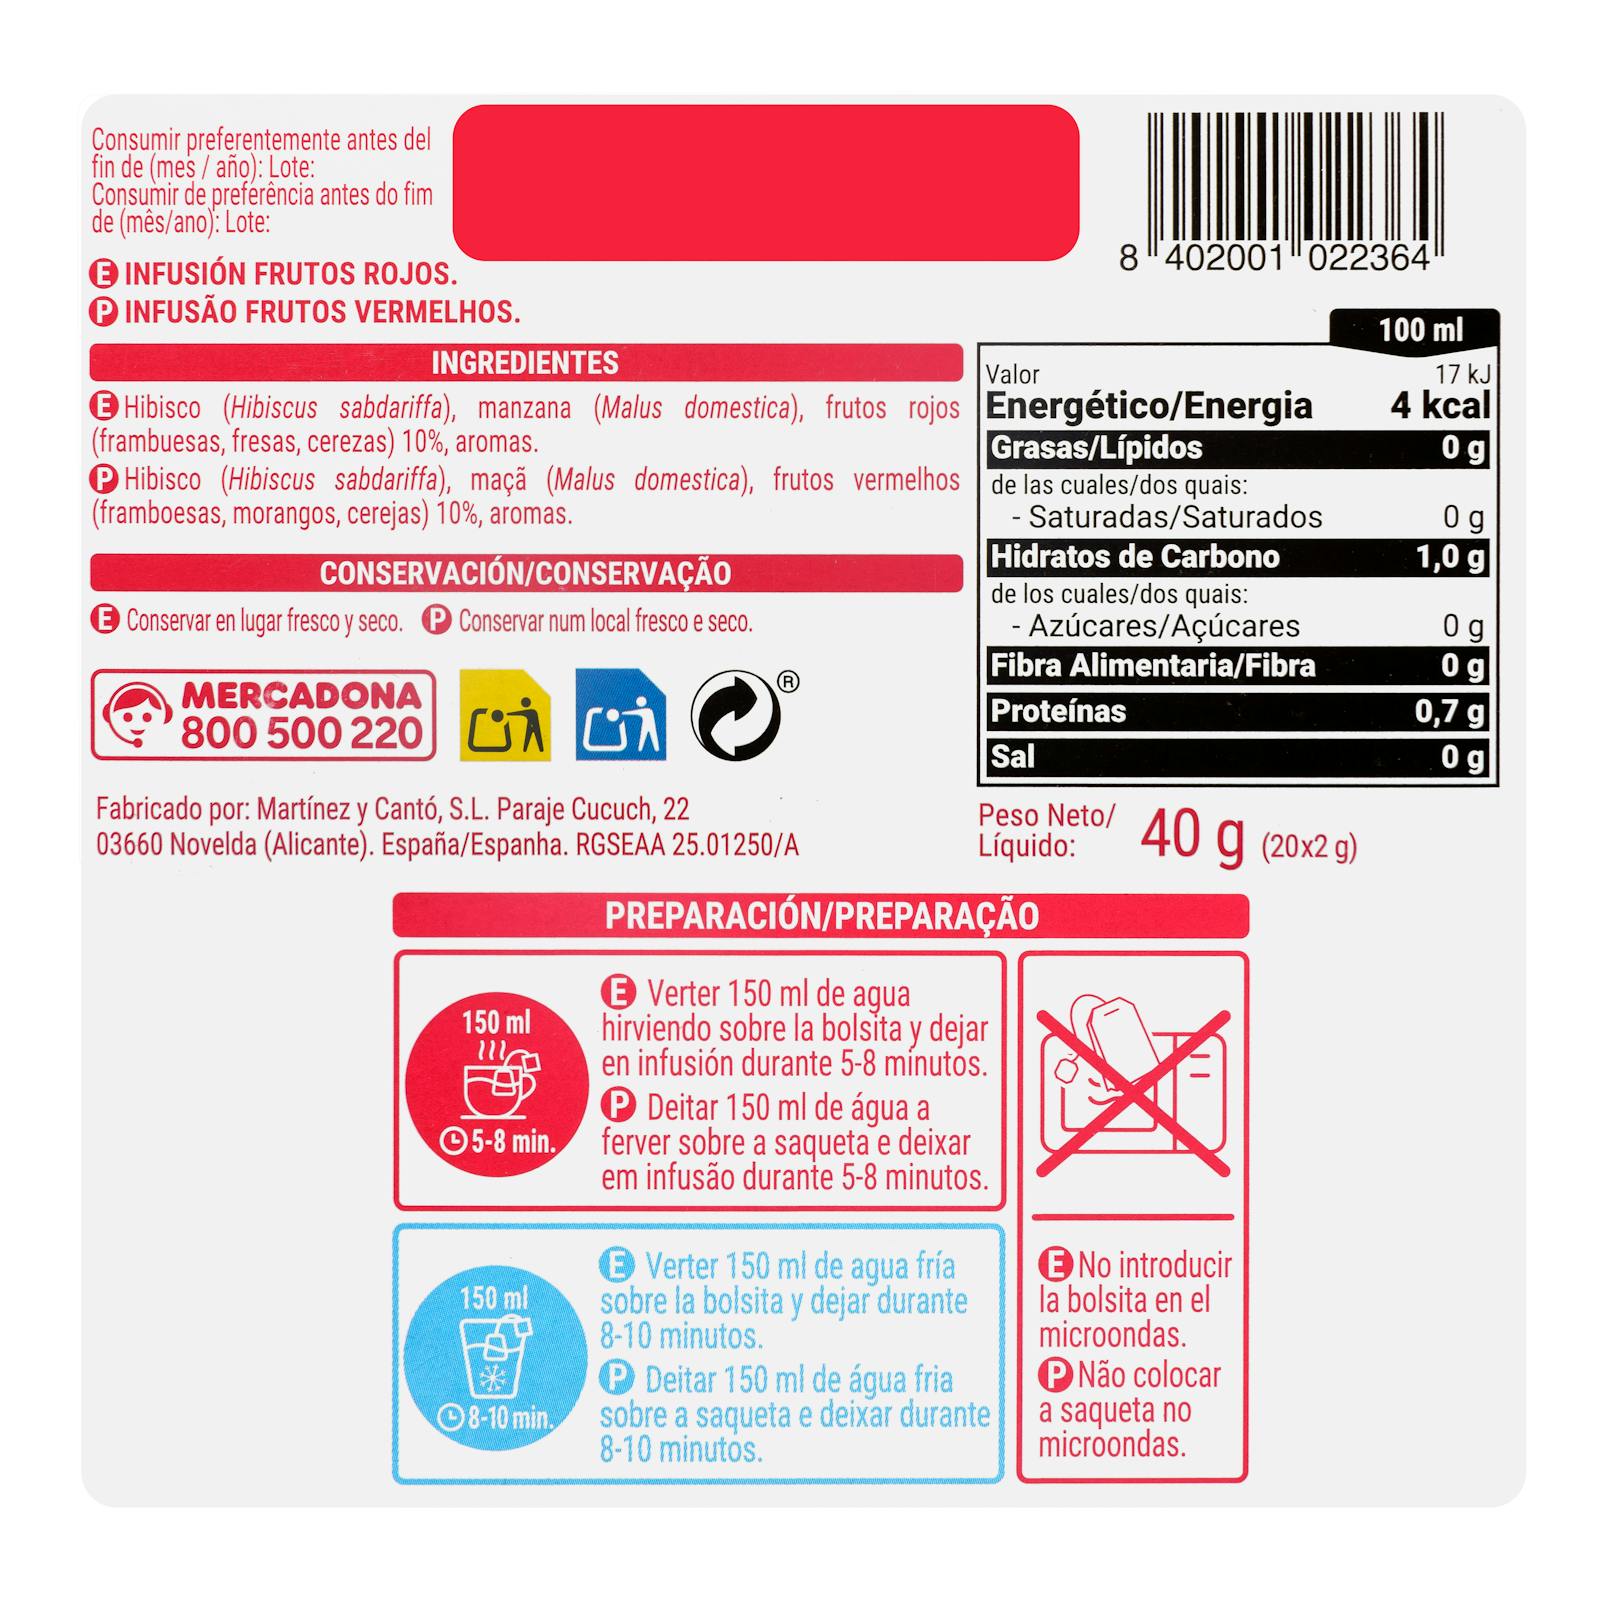 Consumir preferentemente antes del
fin de (mes / año): Lote:
Consumir de preferência antes do fim
de (mês/ano): Lote:
8 402001 022364
E INFUSIÓN FRUTOS ROJOS.
P INFUSÃO FRUTOS VERMELHOS.
INGREDIENTES
E Hibisco (Hibiscus sabdariffa), manzana (Malus domestica), frutos rojos
(frambuesas, fresas, cerezas) 10%, aromas.
P Hibisco (Hibiscus sabdariffa), maçã (Malus domestica), frutos vermelhos
(framboesas, morangos, cerejas) 10%, aromas.
CONSERVACIÓN/CONSERVAÇÃO
E Conservar en lugar fresco y seco. P Conservar num local fresco e seco.
MERCADONA
800 500 220
®
Fabricado por: Martínez y Cantó, S.L. Paraje Cucuch, 22
03660 Novelda (Alicante). España/Espanha. RGSEAA 25.01250/A
100 ml
Valor 17 kJ
Energético/Energia 4 kcal
Grasas/Lípidos 0 g
de las cuales/dos quais:
- Saturadas/Saturados 0 g
Hidratos de Carbono 1,0 g
de los cuales/dos quais:
- Azúcares/Açúcares 0 g
Fibra Alimentaria/Fibra 0 g
Proteínas 0,7 g
Sal 0 g
Peso Neto/
Líquido: 40 g (20x2 g)
PREPARACIÓN/PREPARAÇÃO
150 ml
5-8 min.
E Verter 150 ml de agua
hirviendo sobre la bolsita y dejar
en infusión durante 5-8 minutos.
P Deitar 150 ml de água a
ferver sobre a saqueta e deixar
em infusão durante 5-8 minutos.
150 ml
8-10 min.
E Verter 150 ml de agua fría
sobre la bolsita y dejar durante
8-10 minutos.
P Deitar 150 ml de água fria
sobre a saqueta e deixar durante
8-10 minutos.
E No introducir
la bolsita en el
microondas.
P Não colocar
a saqueta no
microondas.